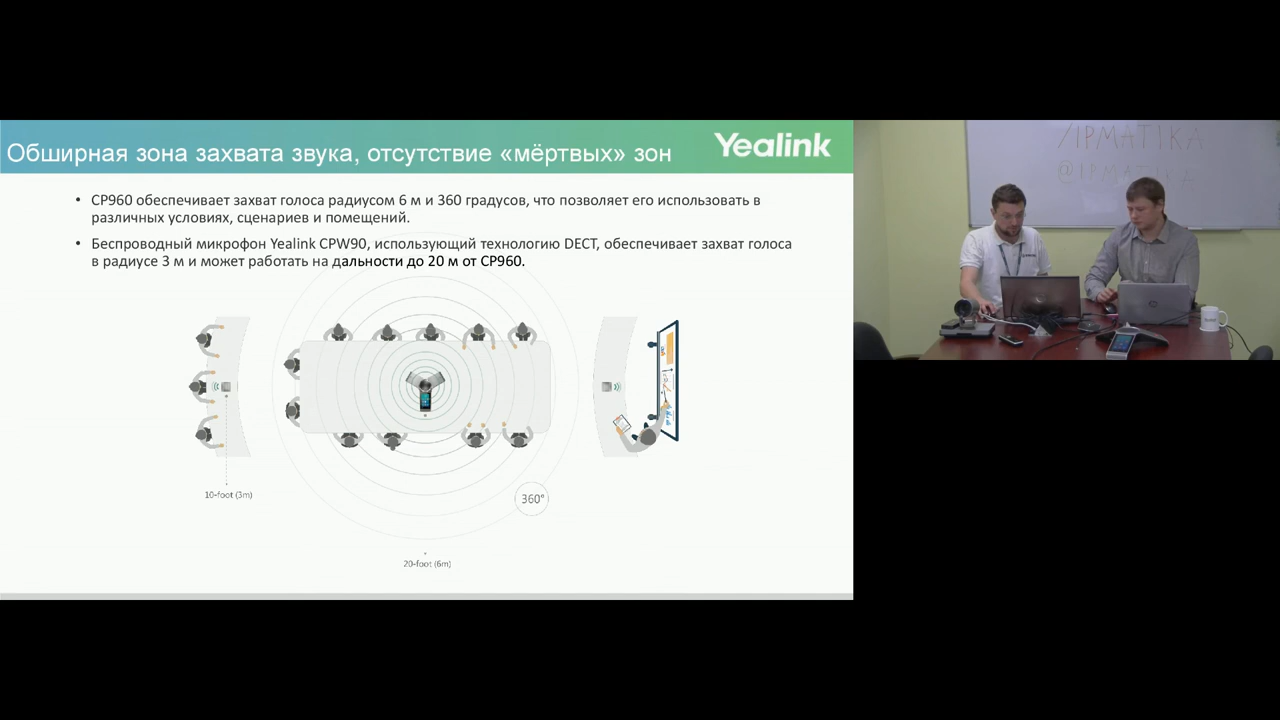 Обширная зона захвата звука, отсутствие «мёртвых» зон
Yealink
• CP960 обеспечивает захват голоса радиусом 6 м и 360 градусов, что позволяет его использовать в
различных условиях, сценариев и помещений.
• Беспроводный микрофон Yealink CPW90, использующий технологию DECT, обеспечивает захват голоса
в радиусе 3 м и может работать на дальности до 20 м от CP960.
10-foot (3m)
360°
20-foot (6m)
/IPMATIKA
@IPMATIKA